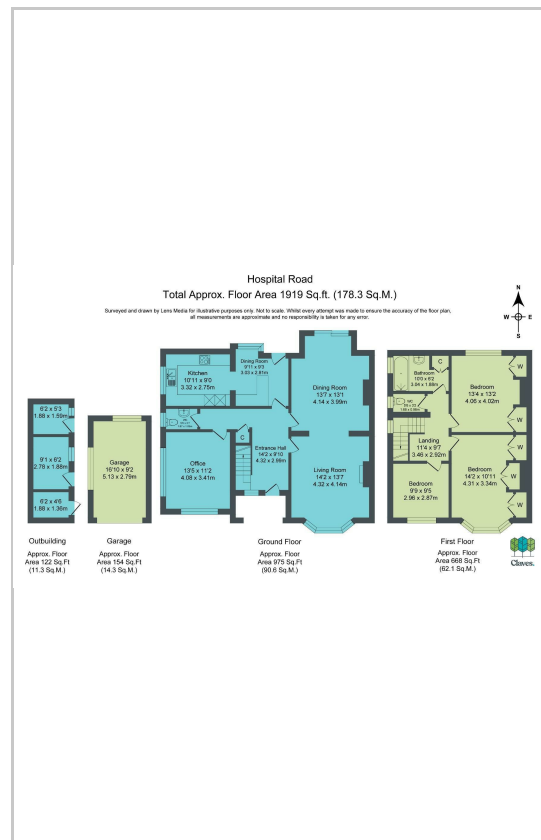 Hospital Road
Total Approx. Floor Area 1919 Sq.ft. (178.3 Sq.M.)
Surveyed and drawn by Lens Media for illustrative purposes only. Not to scale. Whilst every attempt was made to ensure the accuracy of the floor plan,
all measurements are approximate and no responsibility is taken for any error.
N
W
E
S
6'2 x 5'3
1.88 x 1.59m
9'1 x 6'2
2.78 x 1.88m
6'2 x 4'6
1.88 x 1.36m
Outbuilding
Approx. Floor
Area 122 Sq.Ft
(11.3 Sq.M.)
Garage
16'10 x 9'2
5.13 x 2.79m
Garage
Approx. Floor
Area 154 Sq.Ft
(14.3 Sq.M.)
Kitchen
10'11 x 9'0
3.32 x 2.75m
Dining Room
9'11 x 9'3
3.03 x 2.81m
Dining Room
13'7 x 13'1
4.14 x 3.99m
C
Office
13'5 x 11'2
4.08 x 3.41m
Entrance Hall
14'2 x 9'10
4.32 x 2.99m
Living Room
14'2 x 13'7
4.32 x 4.14m
Ground Floor
Approx. Floor
Area 975 Sq.Ft
(90.6 Sq.M.)
Bathroom
10'0 x 6'2
3.04 x 1.88m
C
WC
Bedroom
13'4 x 13'2
4.06 x 4.02m
W
W
Landing
11'4 x 9'7
3.46 x 2.92m
Bedroom
9'9 x 9'5
2.96 x 2.87m
Bedroom
14'2 x 10'11
4.31 x 3.34m
W
W
W
First Floor
Approx. Floor
Area 668 Sq.Ft
(62.1 Sq.M.)
Claves.